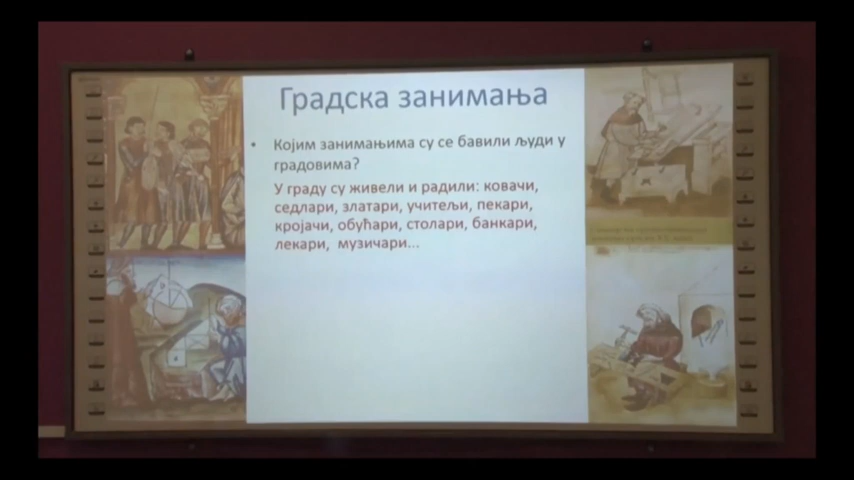 Градска занимања
• Којим занимањима су се бавили људи у
градовима?
У граду су живели и радили: ковачи,
седлари, златари, учитељи, пекари,
кројачи, обућари, столари, банкари,
лекари, музичари...